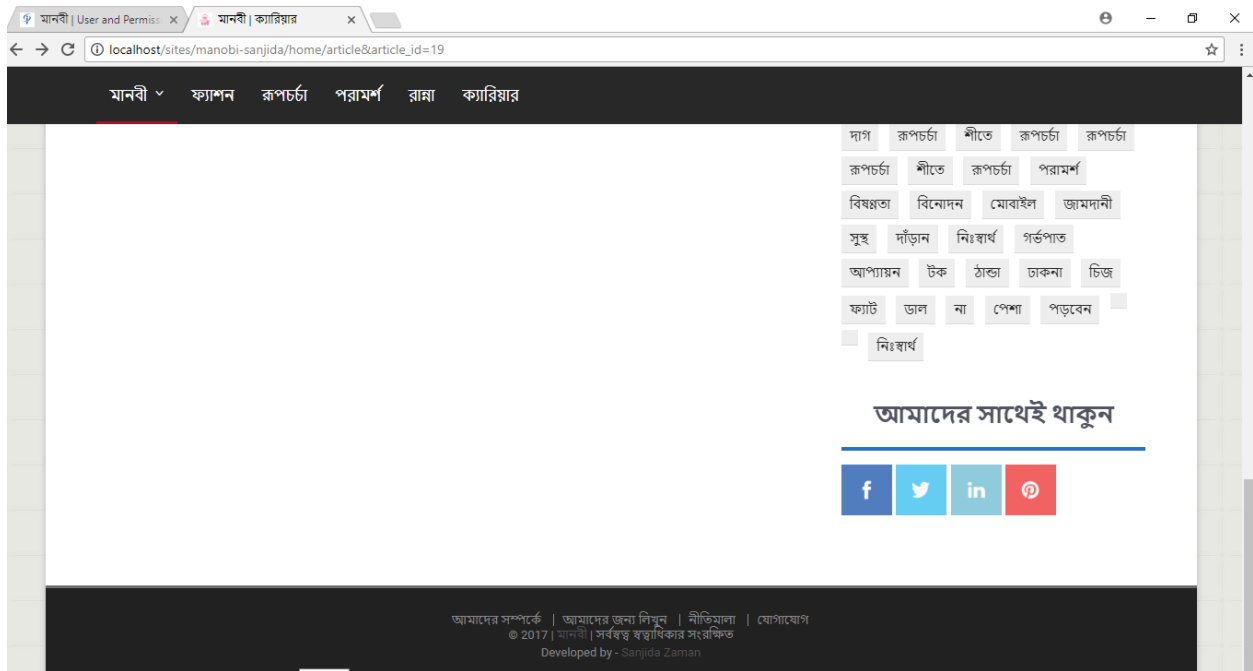 মানবী | User and Permiss
মানবী | ক্যারিয়ার
localhost/sites/manobi-sanjida/home/article&article_id=19
মানবী ফ্যাশন রূপচর্চা পরামর্শ রান্না ক্যারিয়ার
দাগ রূপচর্চা শীতে রূপচর্চা রূপচর্চা
রূপচর্চা শীতে রূপচর্চা পরামর্শ
বিষণ্ণতা বিনোদন মোবাইল জামদানী
সুস্থ দাঁড়ান নিঃস্বার্থ গর্ভপাত
আপ্যায়ন টক ঠান্ডা ঢাকনা চিজ
ফ্যাট ডাল না পেশা পড়বেন
নিঃস্বার্থ
আমাদের সাথেই থাকুন
f in
আমাদের সম্পর্কে | আমাদের জন্য লিখুন | নীতিমালা | যোগাযোগ
© 2017 | মানবী | সর্বস্বত্ব স্বত্বাধিকার সংরক্ষিত
Developed by - Sanjida Zaman